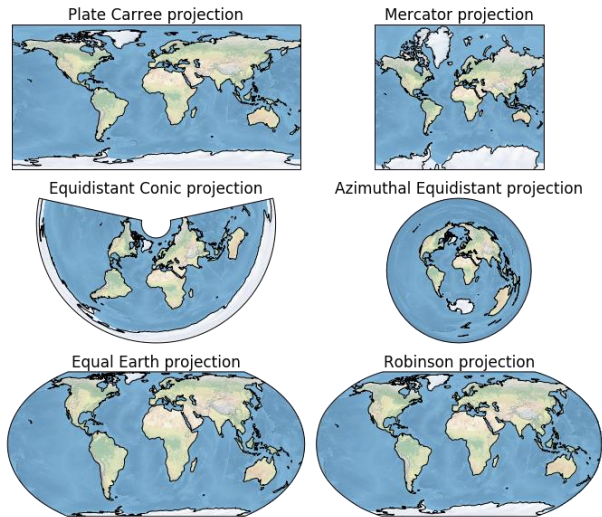 Plate Carree projection
Mercator projection
Equidistant Conic projection
Azimuthal Equidistant projection
Equal Earth projection
Robinson projection